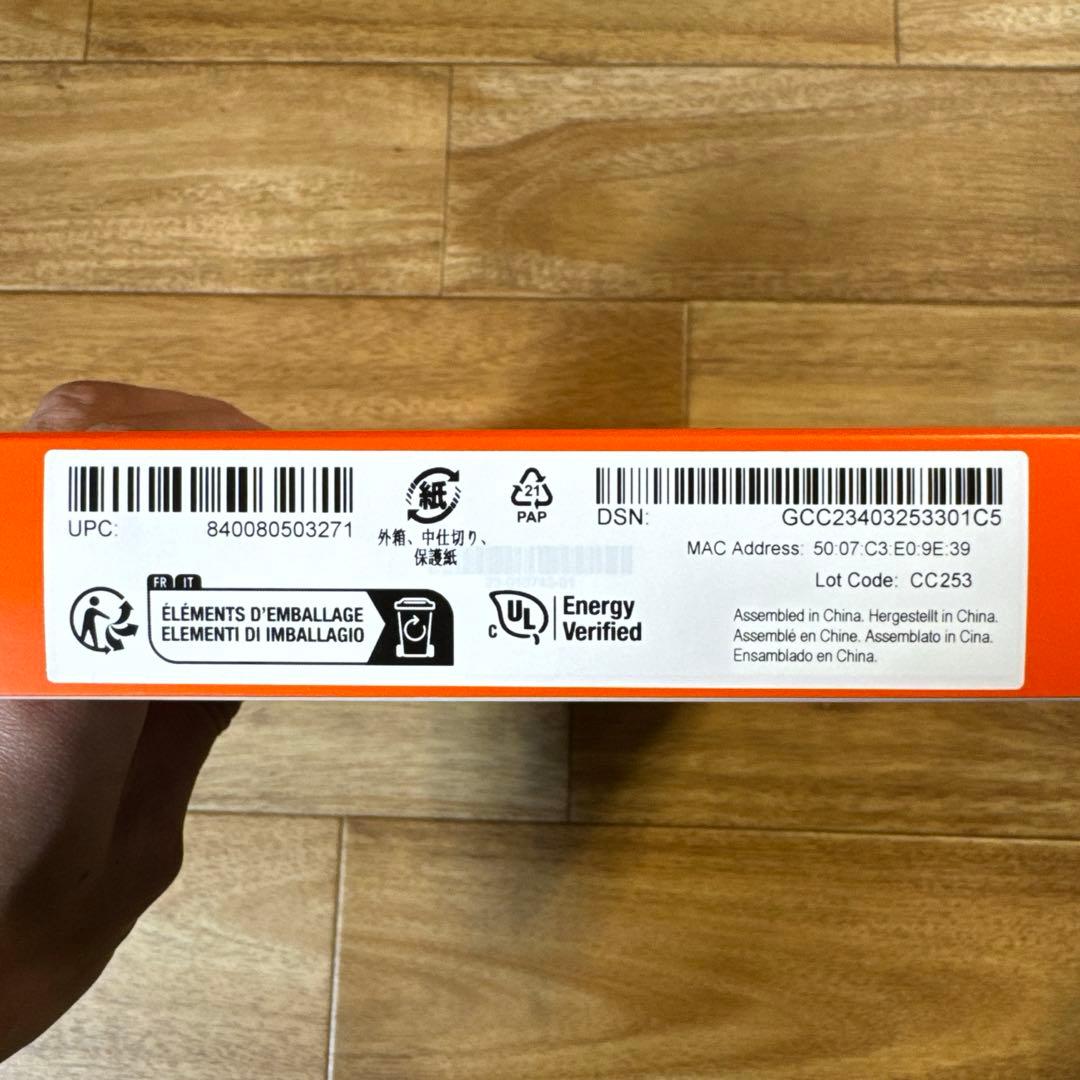 UPC: 840080503271
紙
外箱、中仕切り、
保護紙
21
PAP
DSN: GCC23403253301C5
MAC Address: 50:07:C3:E0:9E:39
Lot Code: CC253
FR IT
ÉLÉMENTS D'EMBALLAGE
ELEMENTI DI IMBALLAGIO
c UL Energy
Verified
Assembled in China. Hergestellt in China.
Assemblé en Chine. Assemblato in Cina.
Ensamblado en China.